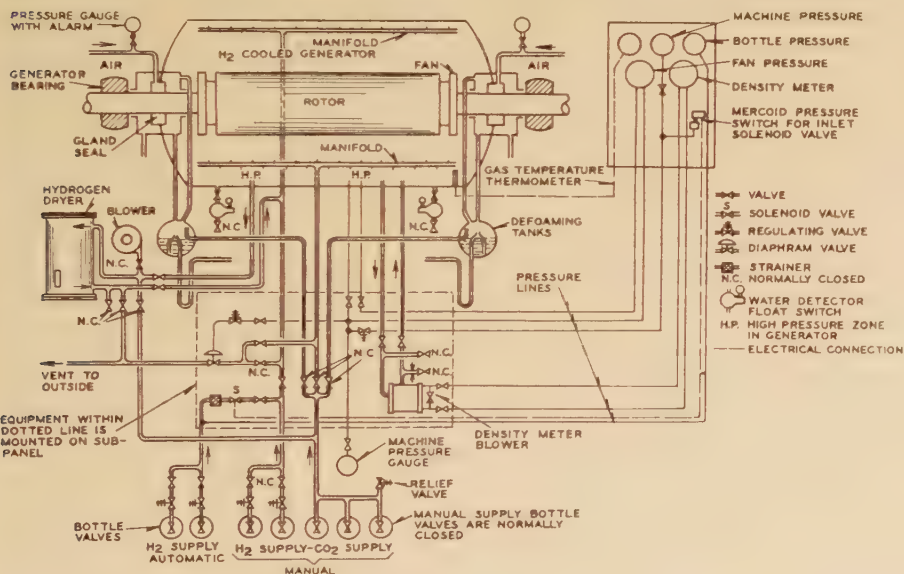 PRESSURE GAUGE
WITH ALARM
AIR
GENERATOR
BEARING
GLAND
SEAL
MANIFOLD
H2 COOLED GENERATOR
FAN
ROTOR
MANIFOLD
H.P.
H.P.
AIR
MACHINE PRESSURE
BOTTLE PRESSURE
FAN PRESSURE
DENSITY METER
MERCOID PRESSURE
SWITCH FOR INLET
SOLENOID VALVE
GAS TEMPERATURE
THERMOMETER
HYDROGEN
DRYER
BLOWER
N.C.
N.C.
N.C.
N.C.
DEFOAMING
TANKS
PRESSURE
LINES
VALVE
S
SOLENOID VALVE
REGULATING VALVE
DIAPHRAM VALVE
STRAINER
N.C. NORMALLY CLOSED
WATER DETECTOR
FLOAT SWITCH
H.P. HIGH PRESSURE ZONE
IN GENERATOR
ELECTRICAL CONNECTION
VENT TO
OUTSIDE
N.C.
N.C
N.C.
N.C.
S
EQUIPMENT WITHIN
DOTTED LINE IS
MOUNTED ON SUB-
PANEL
DENSITY METER
BLOWER
MACHINE
PRESSURE
GAUGE
N.C
RELIEF
VALVE
BOTTLE
VALVES
MANUAL SUPPLY BOTTLE
VALVES ARE NORMALLY
CLOSED
H2 SUPPLY
AUTOMATIC
H2 SUPPLY-CO2 SUPPLY
MANUAL